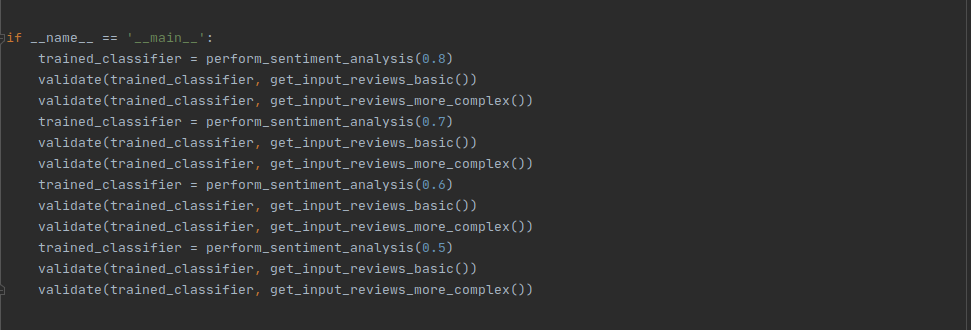 if __name__ == '__main__':
    trained_classifier = perform_sentiment_analysis(0.8)
    validate(trained_classifier, get_input_reviews_basic())
    validate(trained_classifier, get_input_reviews_more_complex())
    trained_classifier = perform_sentiment_analysis(0.7)
    validate(trained_classifier, get_input_reviews_basic())
    validate(trained_classifier, get_input_reviews_more_complex())
    trained_classifier = perform_sentiment_analysis(0.6)
    validate(trained_classifier, get_input_reviews_basic())
    validate(trained_classifier, get_input_reviews_more_complex())
    trained_classifier = perform_sentiment_analysis(0.5)
    validate(trained_classifier, get_input_reviews_basic())
    validate(trained_classifier, get_input_reviews_more_complex())